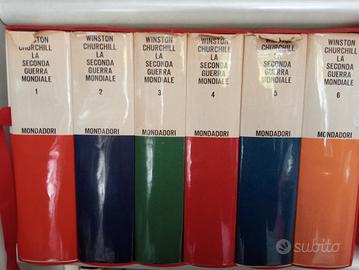 WINSTON
CHURCHILL
LA
SECONDA
GUERRA
MONDIALE
1
MONDADORI
WINSTON
CHURCHILL
LA
SECONDA
GUERRA
MONDIALE
2
MONDADORI
WINSTON
CHURCHILL
LA
SECONDA
GUERRA
MONDIALE
3
MONDADORI
WINSTON
CHURCHILL
LA
SECONDA
GUERRA
MONDIALE
4
MONDADORI
WINSTON
CHURCHILL
LA
SECONDA
GUERRA
MONDIALE
5
MONDADORI
WINSTON
CHURCHILL
LA
SECONDA
GUERRA
MONDIALE
6
MONDADORI
subito